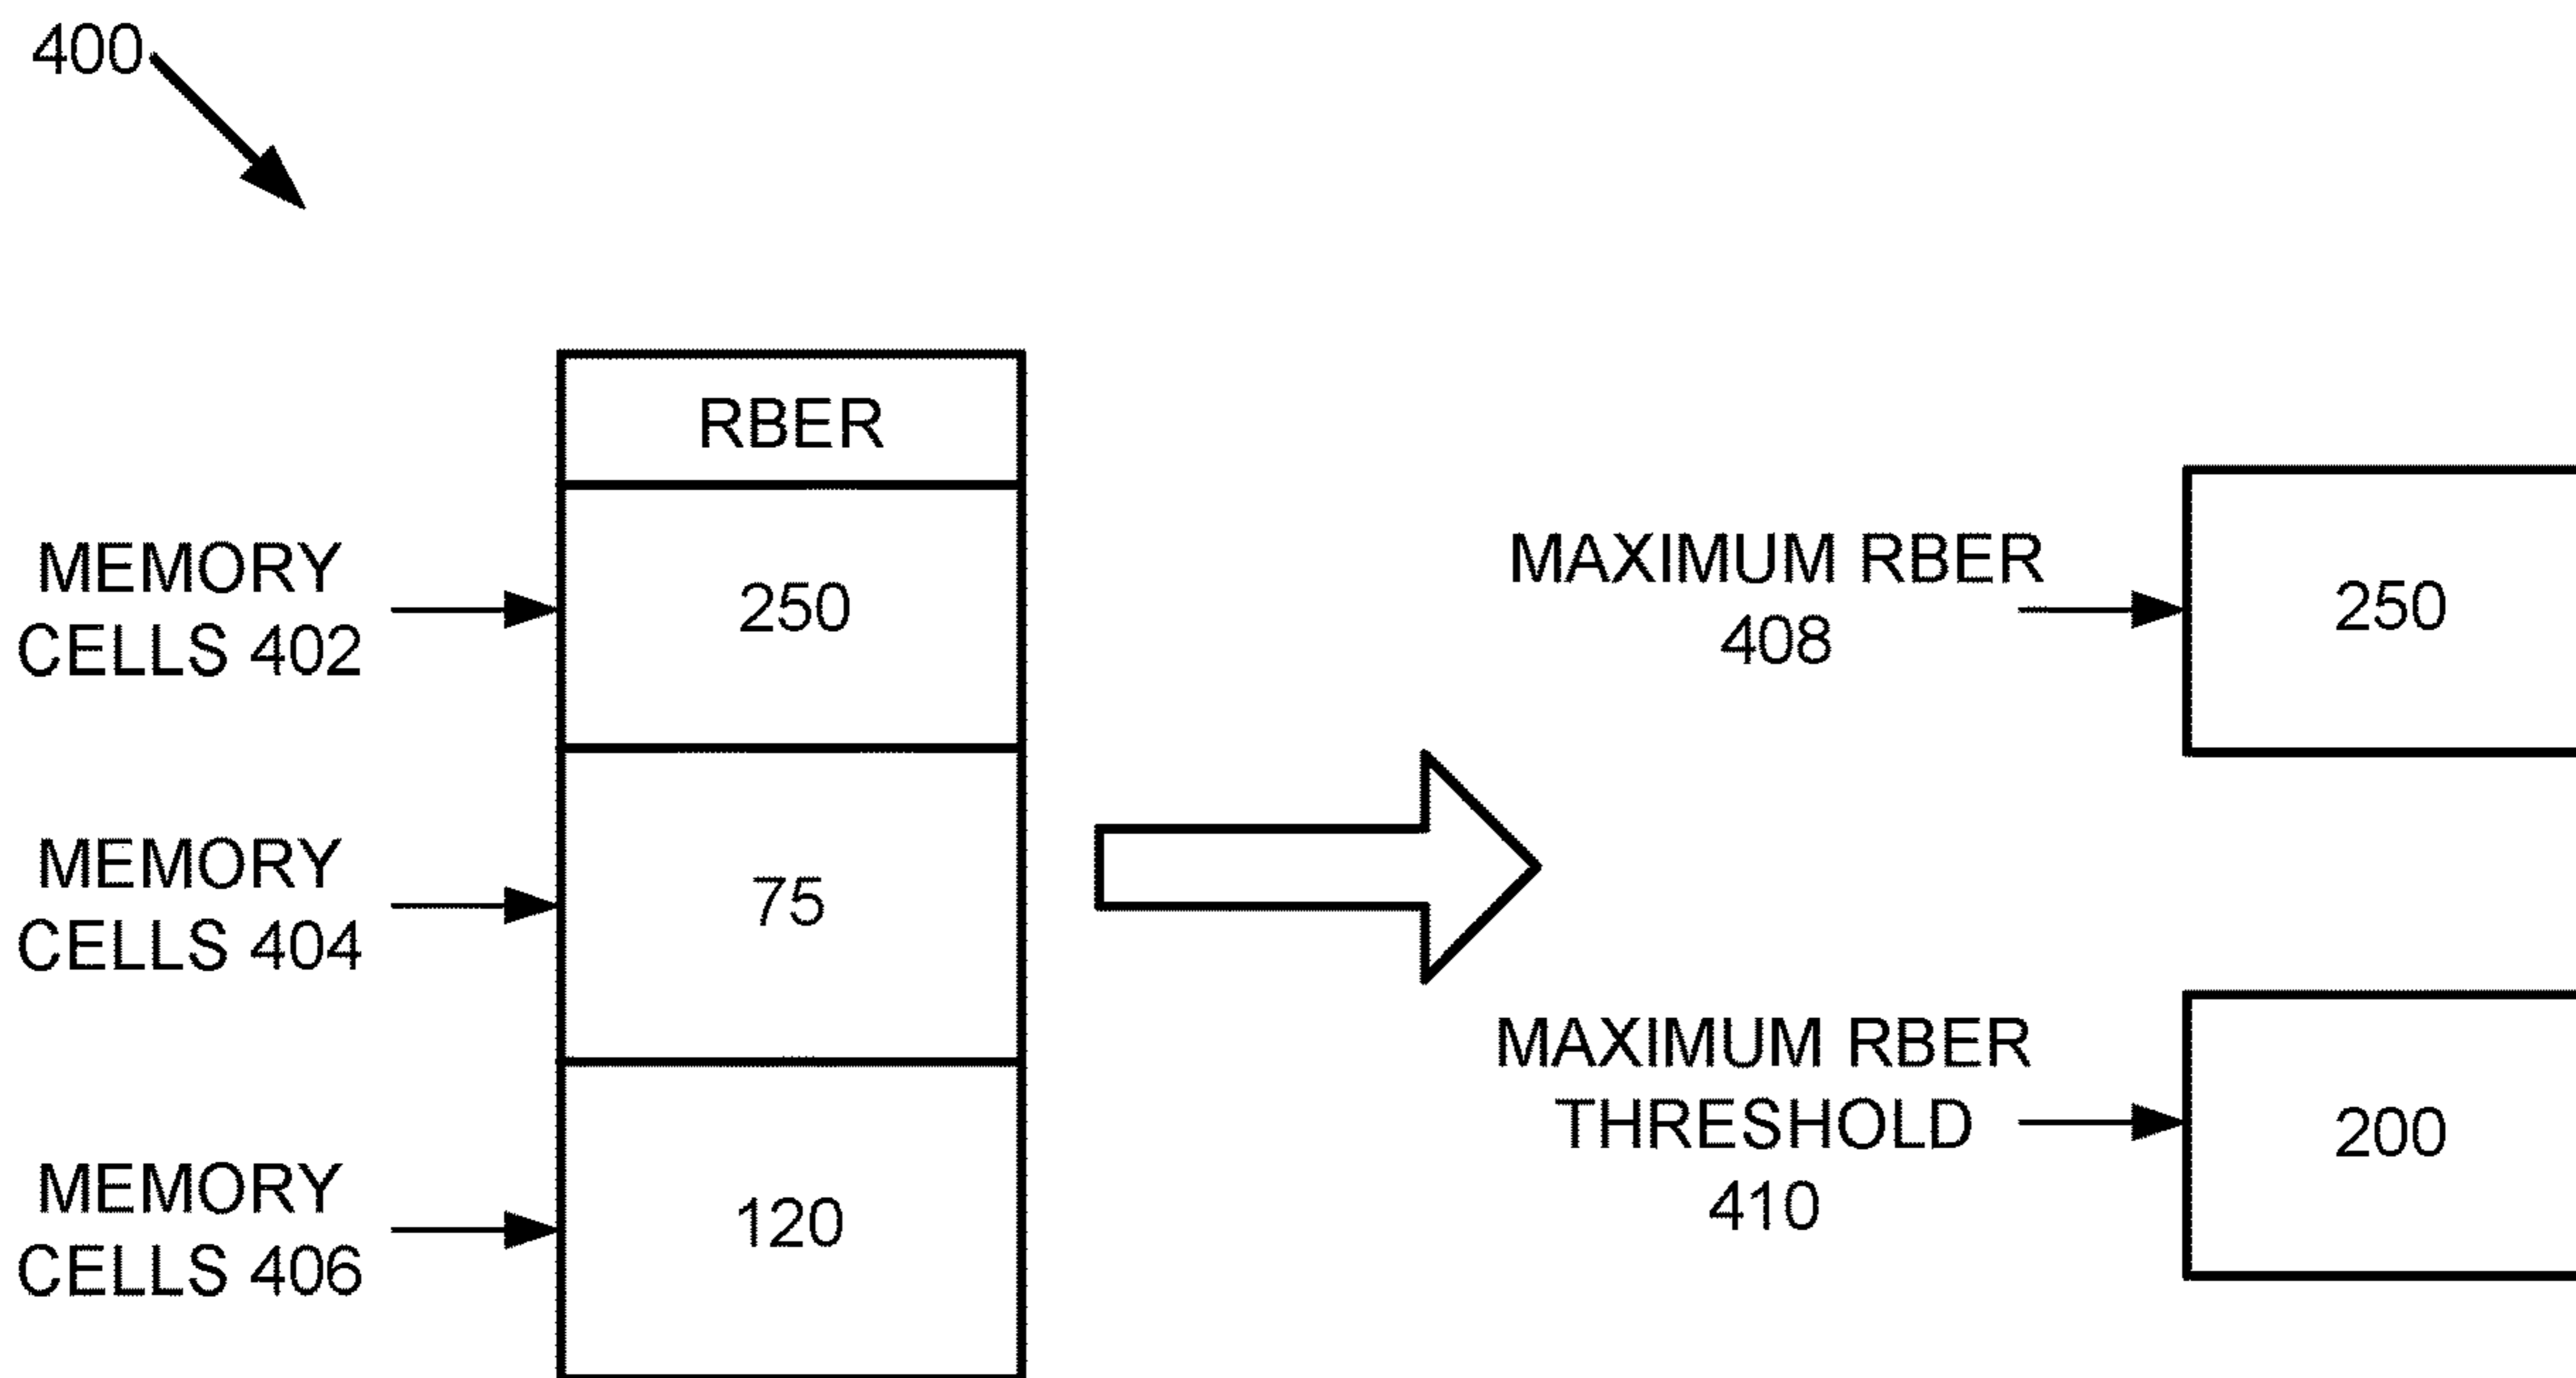 400
RBER
MEMORY
CELLS 402
250
MEMORY
CELLS 404
75
MEMORY
CELLS 406
120
MAXIMUM RBER
408
250
MAXIMUM RBER
THRESHOLD
410
200